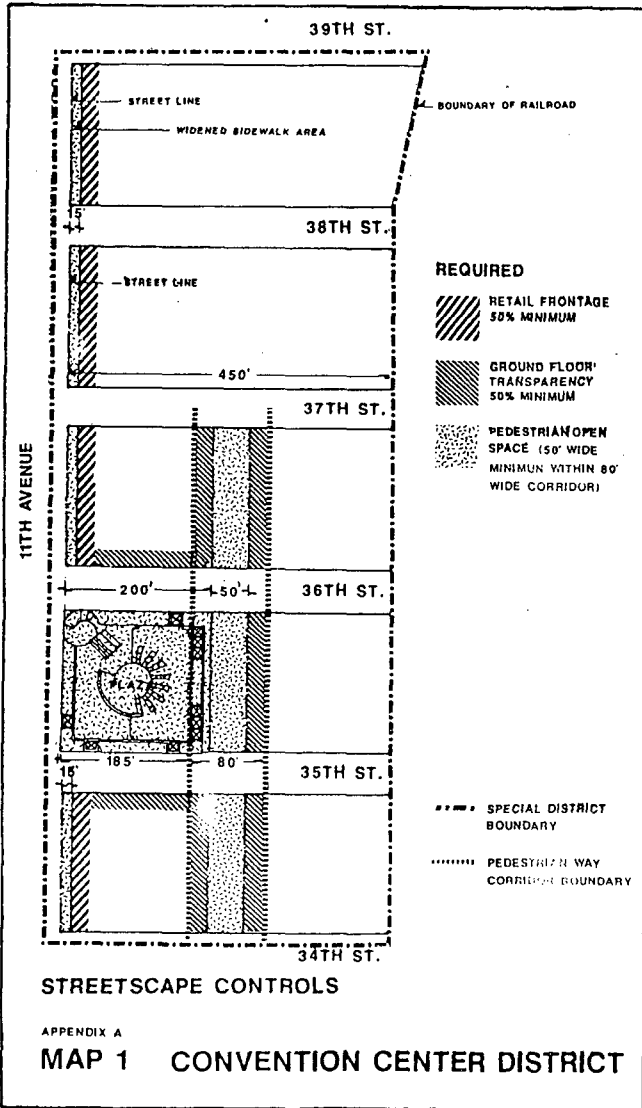 39TH ST.
STREET LINE
BOUNDARY OF RAILROAD
WIDENED SIDEWALK AREA
15'
38TH ST.
STREET LINE
REQUIRED
RETAIL FRONTAGE
50% MINIMUM
450'
GROUND FLOOR
TRANSPARENCY
50% MINIMUM
37TH ST.
PEDESTRIAN OPEN
SPACE (50' WIDE
MINIMUN WITHIN 80'
WIDE CORRIDOR)
11TH AVENUE
200'
50'
36TH ST.
PLAZA
185'
80'
35TH ST.
15'
SPECIAL DISTRICT
BOUNDARY
PEDESTRIAN WAY
CORRIDOR BOUNDARY
34TH ST.
STREETSCAPE CONTROLS
APPENDIX A
MAP 1 CONVENTION CENTER DISTRICT